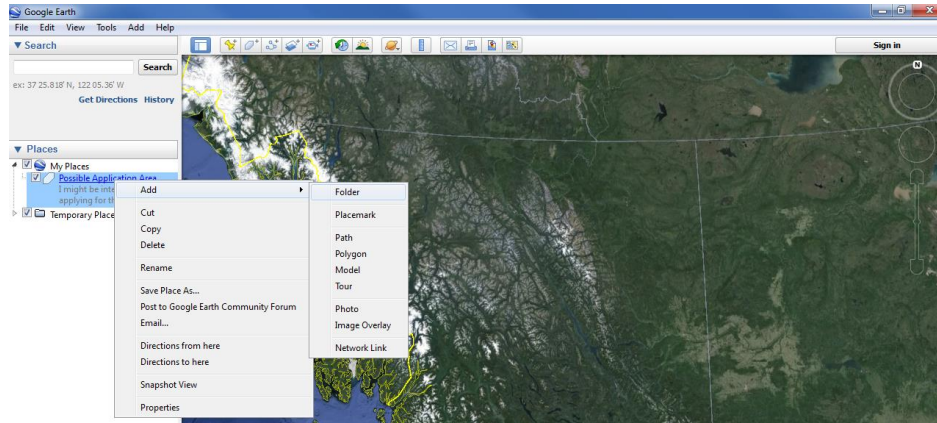 Google Earth
File Edit View Tools Add Help
Search
Sign in
Search
ex: 37 25.818' N, 122 05.36' W
Get Directions History
Places
My Places
Possible Application Area
I might be inte
applying for th
Temporary Place
Add
Cut
Copy
Delete
Rename
Save Place As...
Post to Google Earth Community Forum
Email...
Directions from here
Directions to here
Snapshot View
Properties
Folder
Placemark
Path
Polygon
Model
Tour
Photo
Image Overlay
Network Link
N